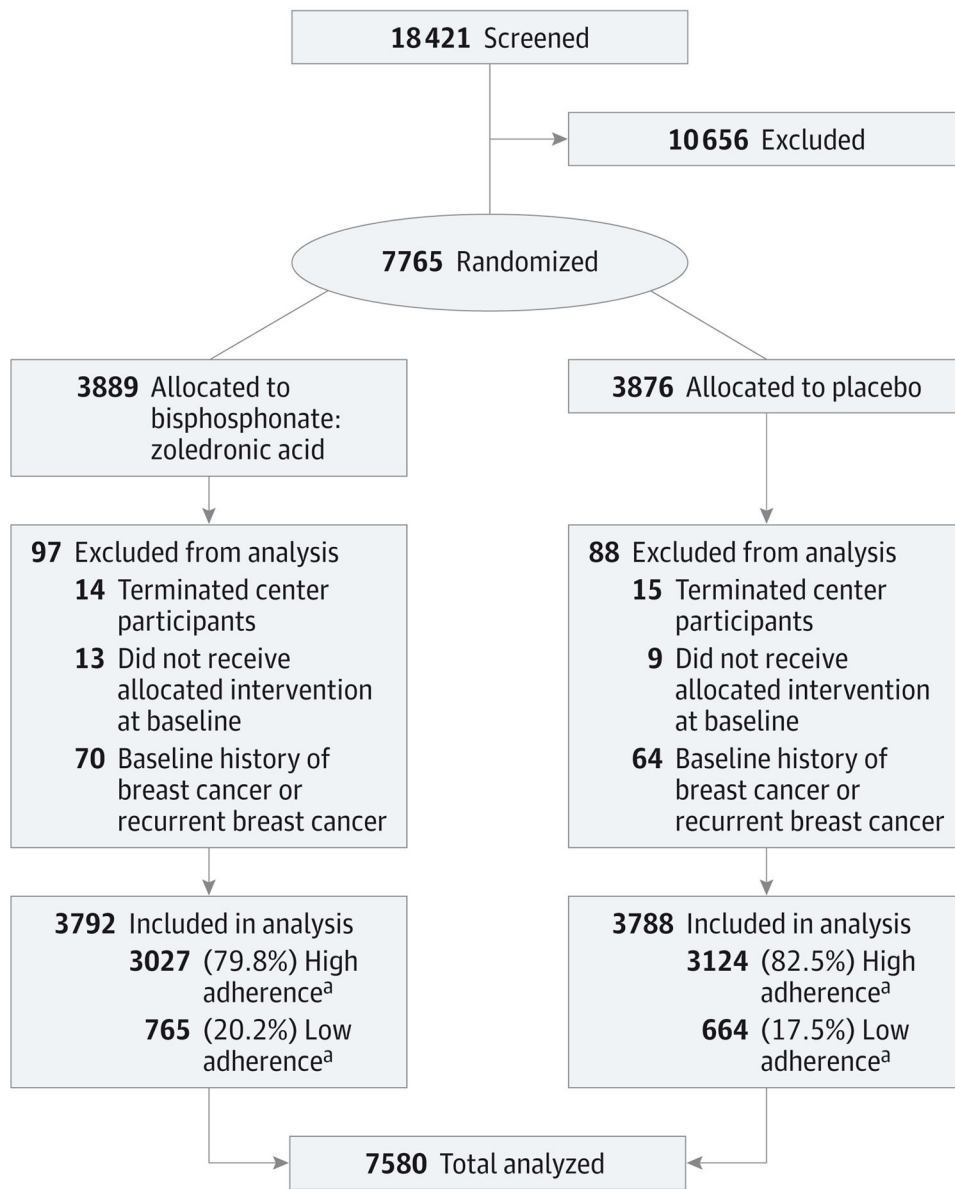 18 421 Screened
10 656 Excluded
7765 Randomized
3889 Allocated to
bisphosphonate:
zoledronic acid
3876 Allocated to placebo
97 Excluded from analysis
14 Terminated center
participants
13 Did not receive
allocated intervention
at baseline
70 Baseline history of
breast cancer or
recurrent breast cancer
88 Excluded from analysis
15 Terminated center
participants
9 Did not receive
allocated intervention
at baseline
64 Baseline history of
breast cancer or
recurrent breast cancer
3792 Included in analysis
3027 (79.8%) High
adherenceᵃ
765 (20.2%) Low
adherenceᵃ
3788 Included in analysis
3124 (82.5%) High
adherenceᵃ
664 (17.5%) Low
adherenceᵃ
7580 Total analyzed